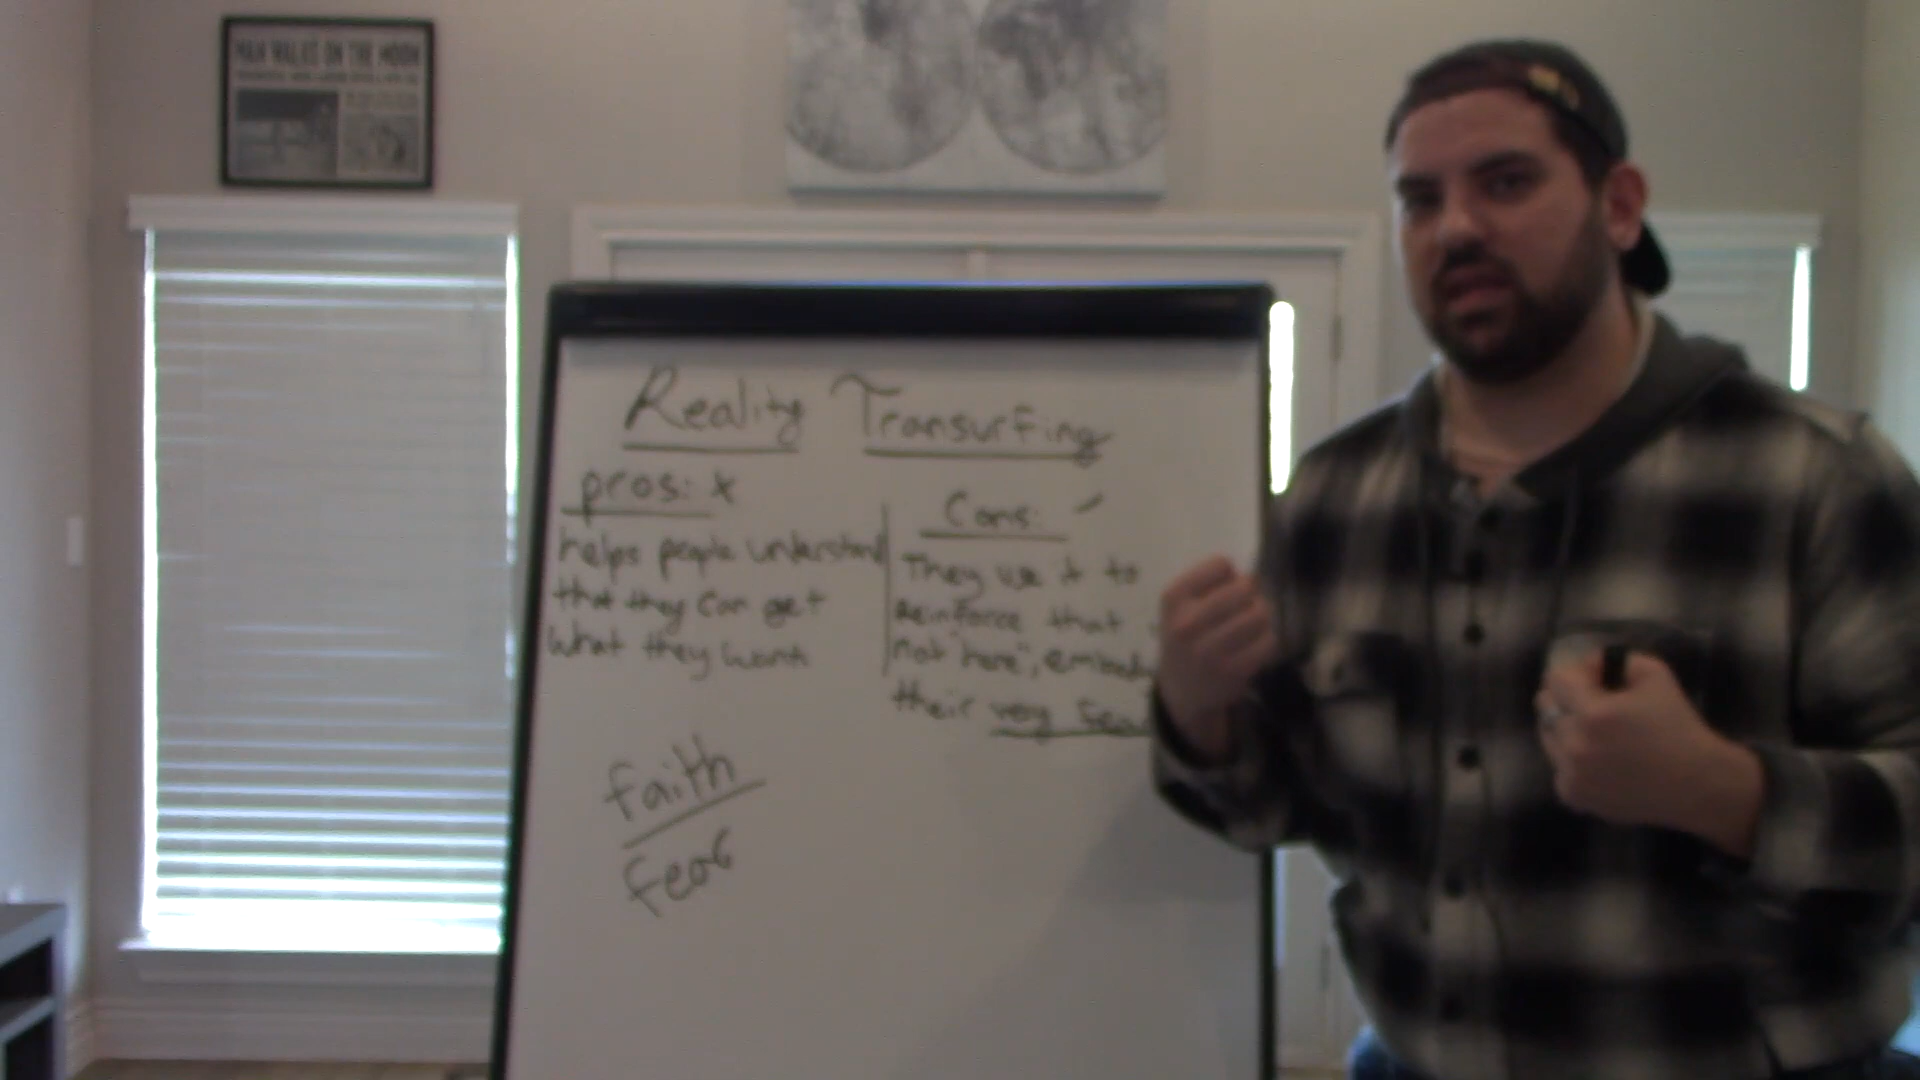 MAN WALKS ON THE MOON
Reality Transurfing
pros: x
helps people understand
that they can get
what they want
Cons: -
They use it to
Reinforce that
not "here", embody
their very fear
faith
fear